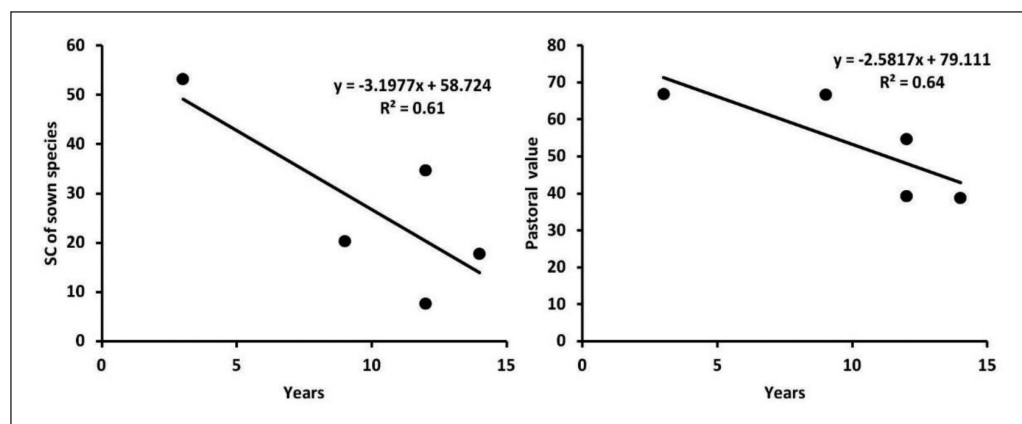 60
50
40
30
20
10
0
0 5 10 15
SC of sown species
Years
y = -3.1977x + 58.724
R² = 0.61
80
70
60
50
40
30
20
10
0
0 5 10 15
Pastoral value
Years
y = -2.5817x + 79.111
R² = 0.64